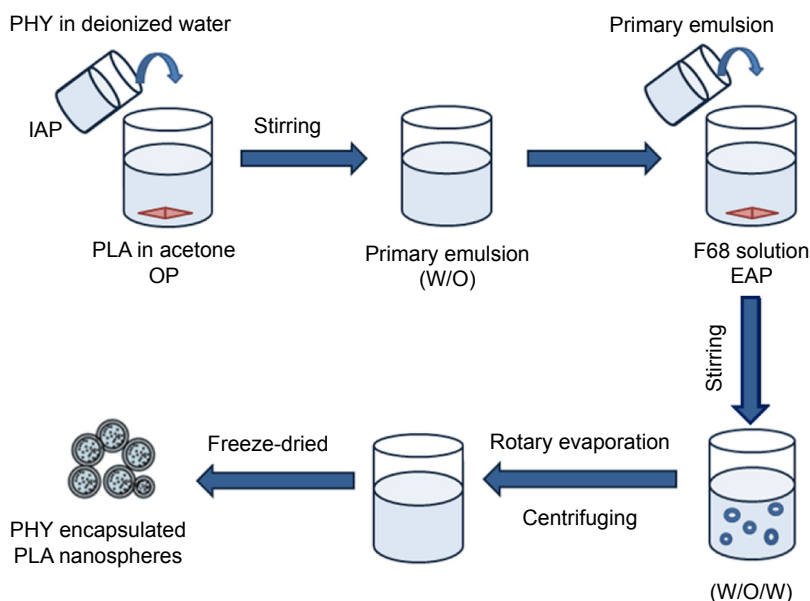 PHY in deionized water
IAP
PLA in acetone
OP
Stirring
Primary emulsion
(W/O)
Primary emulsion
F68 solution
EAP
Stirring
(W/O/W)
Rotary evaporation
Centrifuging
Freeze-dried
PHY encapsulated
PLA nanospheres